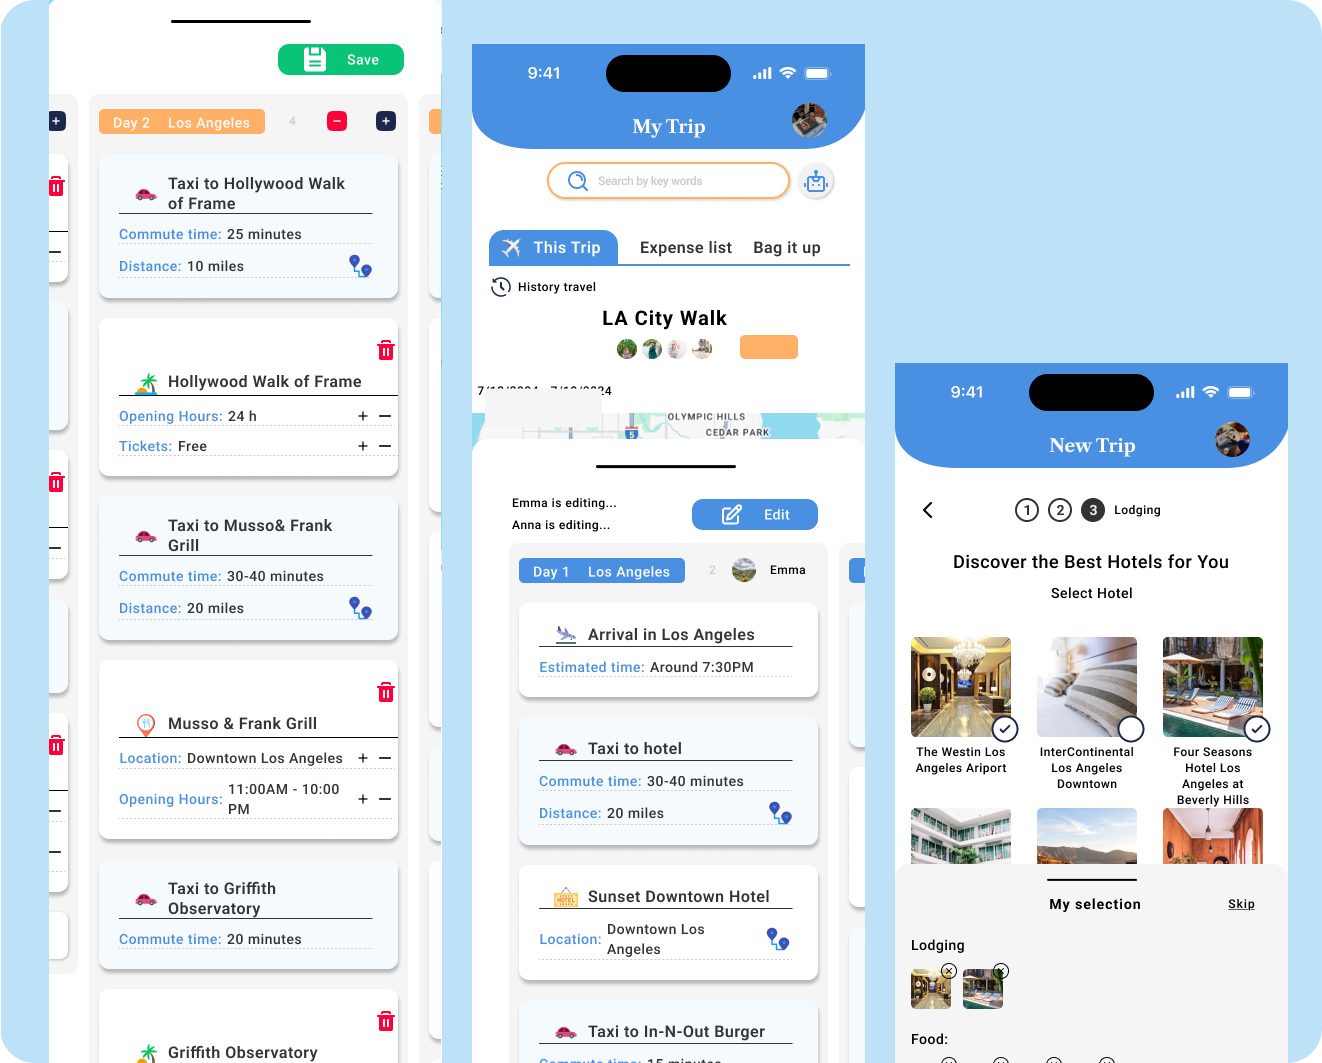 Save
Day 2 Los Angeles 4
Taxi to Hollywood Walk
of Frame
Commute time: 25 minutes
Distance: 10 miles
Hollywood Walk of Frame
Opening Hours: 24 h
Tickets: Free
Taxi to Musso& Frank
Grill
Commute time: 30-40 minutes
Distance: 20 miles
Musso & Frank Grill
Location: Downtown Los Angeles
Opening Hours: 11:00AM - 10:00
PM
Taxi to Griffith
Observatory
Commute time: 20 minutes
Griffith Observatory
9:41
My Trip
Search by key words
This Trip Expense list Bag it up
History travel
LA City Walk
OLYMPIC HILLS
CEDAR PARK
5
Emma is editing...
Anna is editing...
Edit
Day 1 Los Angeles 2 Emma
Arrival in Los Angeles
Estimated time: Around 7:30PM
Taxi to hotel
Commute time: 30-40 minutes
Distance: 20 miles
Sunset Downtown Hotel
HOTEL
Location: Downtown Los
Angeles
Taxi to In-N-Out Burger
Commute time: 15 minutes
9:41
New Trip
1 2 3 Lodging
Discover the Best Hotels for You
Select Hotel
The Westin Los
Angeles Ariport
InterContinental
Los Angeles
Downtown
Four Seasons
Hotel Los
Angeles at
Beverly Hills
My selection
Skip
Lodging
Food: